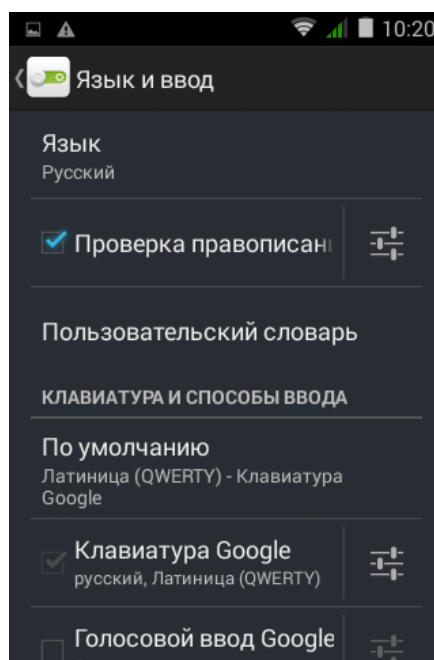 10:20
Язык и ввод
Язык
Русский
Проверка правописани
Пользовательский словарь
КЛАВИАТУРА И СПОСОБЫ ВВОДА
По умолчанию
Латиница (QWERTY) - Клавиатура
Google
Клавиатура Google
русский, Латиница (QWERTY)
Голосовой ввод Google